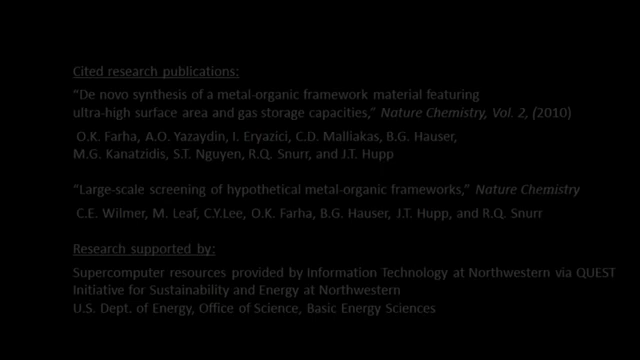 Cited research publications:
“De novo synthesis of a metal-organic framework material featuring
ultra-high surface area and gas storage capacities,” Nature Chemistry, Vol. 2, (2010)
O.K. Farha, A.O. Yazaydin, I. Eryazici, C.D. Malliakas, B.G. Hauser,
M.G. Kanatzidis, S.T. Nguyen, R.Q. Snurr, and J.T. Hupp
“Large-scale screening of hypothetical metal-organic frameworks,” Nature Chemistry
C.E. Wilmer, M. Leaf, C.Y.Lee, O.K. Farha, B.G. Hauser, J.T. Hupp, and R.Q. Snurr
Research supported by:
Supercomputer resources provided by Information Technology at Northwestern via QUEST
Initiative for Sustainability and Energy at Northwestern
U.S. Dept. of Energy, Office of Science, Basic Energy Sciences